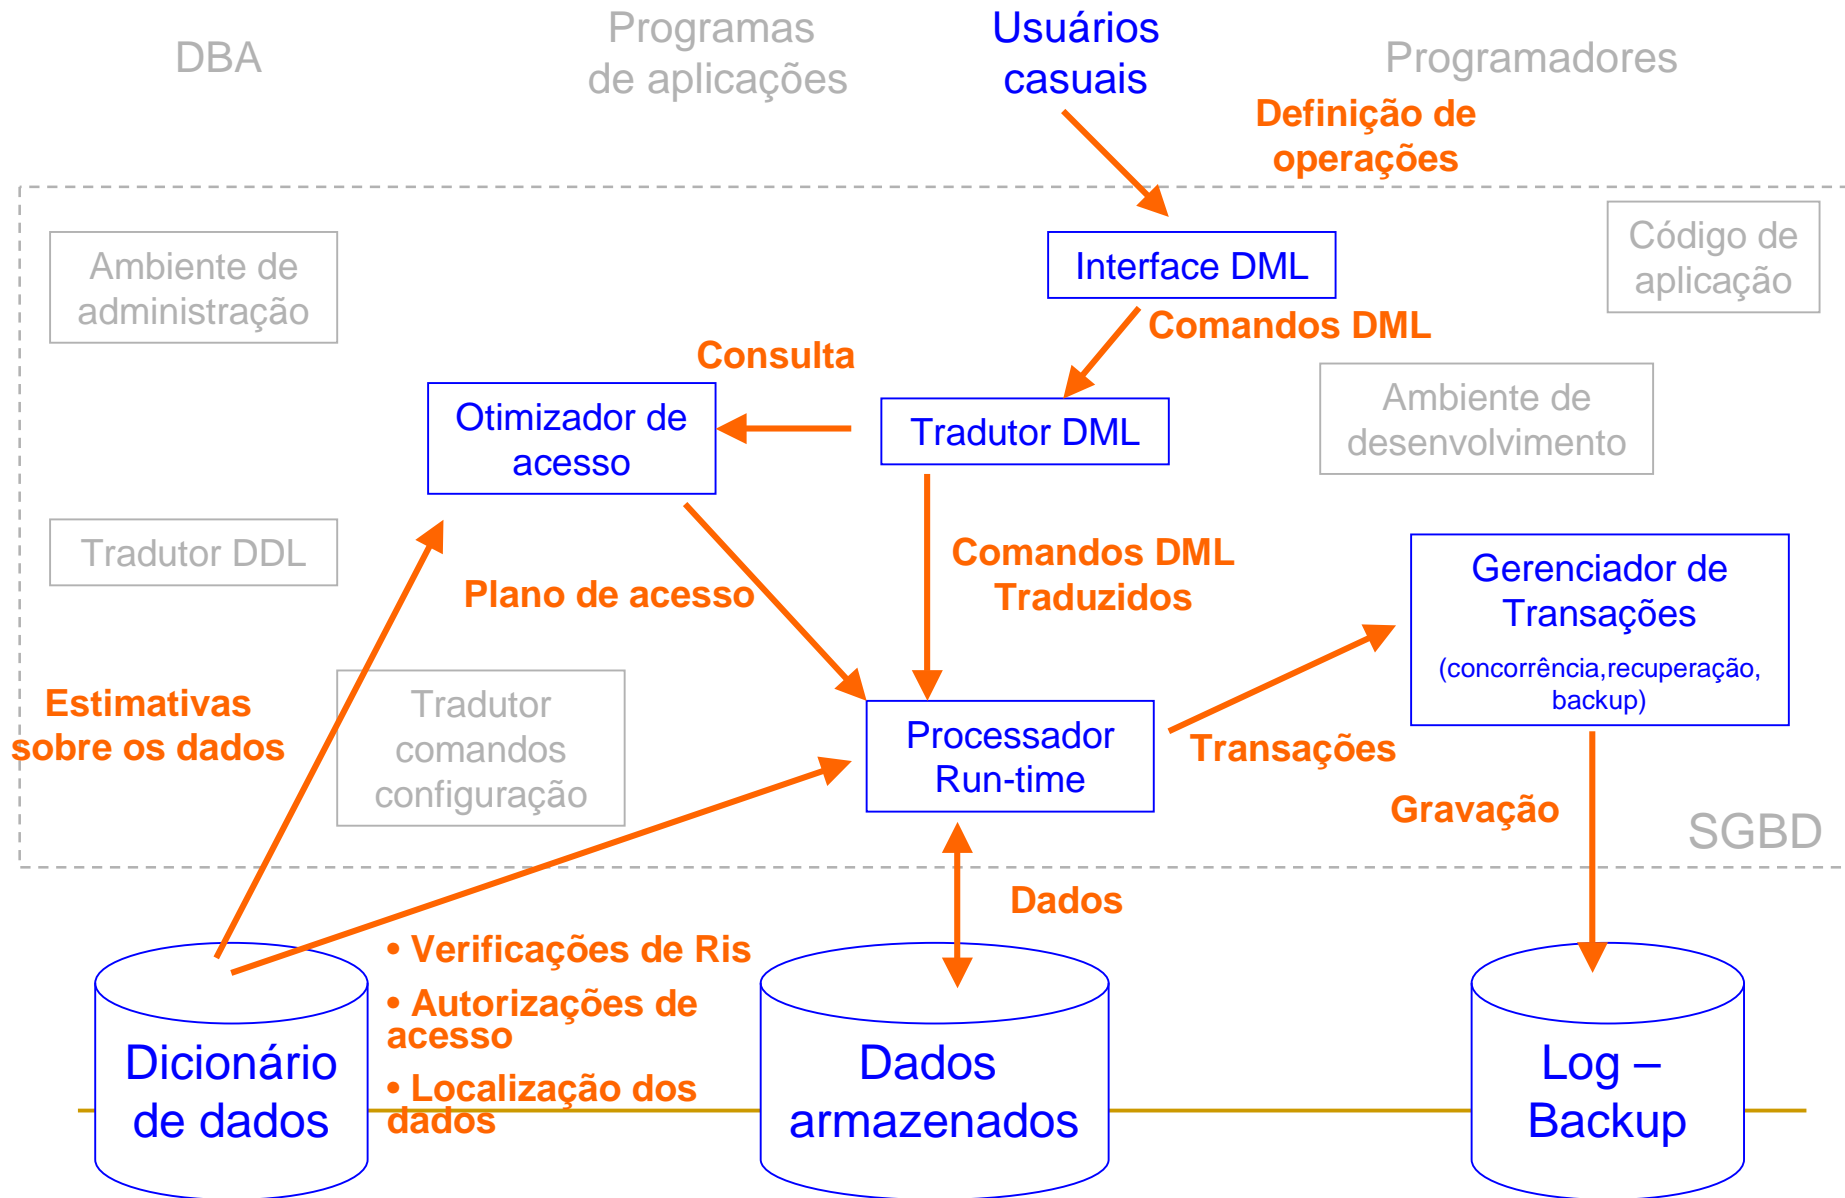 DBA
Programas
de aplicações
Usuários
casuais
Programadores
Definição de
operações
Ambiente de
administração
Interface DML
Código de
aplicação
Comandos DML
Consulta
Otimizador de
acesso
Tradutor DML
Ambiente de
desenvolvimento
Tradutor DDL
Plano de acesso
Comandos DML
Traduzidos
Gerenciador de
Transações
(concorrência,recuperação,
backup)
Estimativas
sobre os dados
Tradutor
comandos
configuração
Processador
Run-time
Transações
Gravação
SGBD
Dados
• Verificações de Ris
• Autorizações de
acesso
• Localização dos
dados
Dicionário
de dados
Dados
armazenados
Log –
Backup